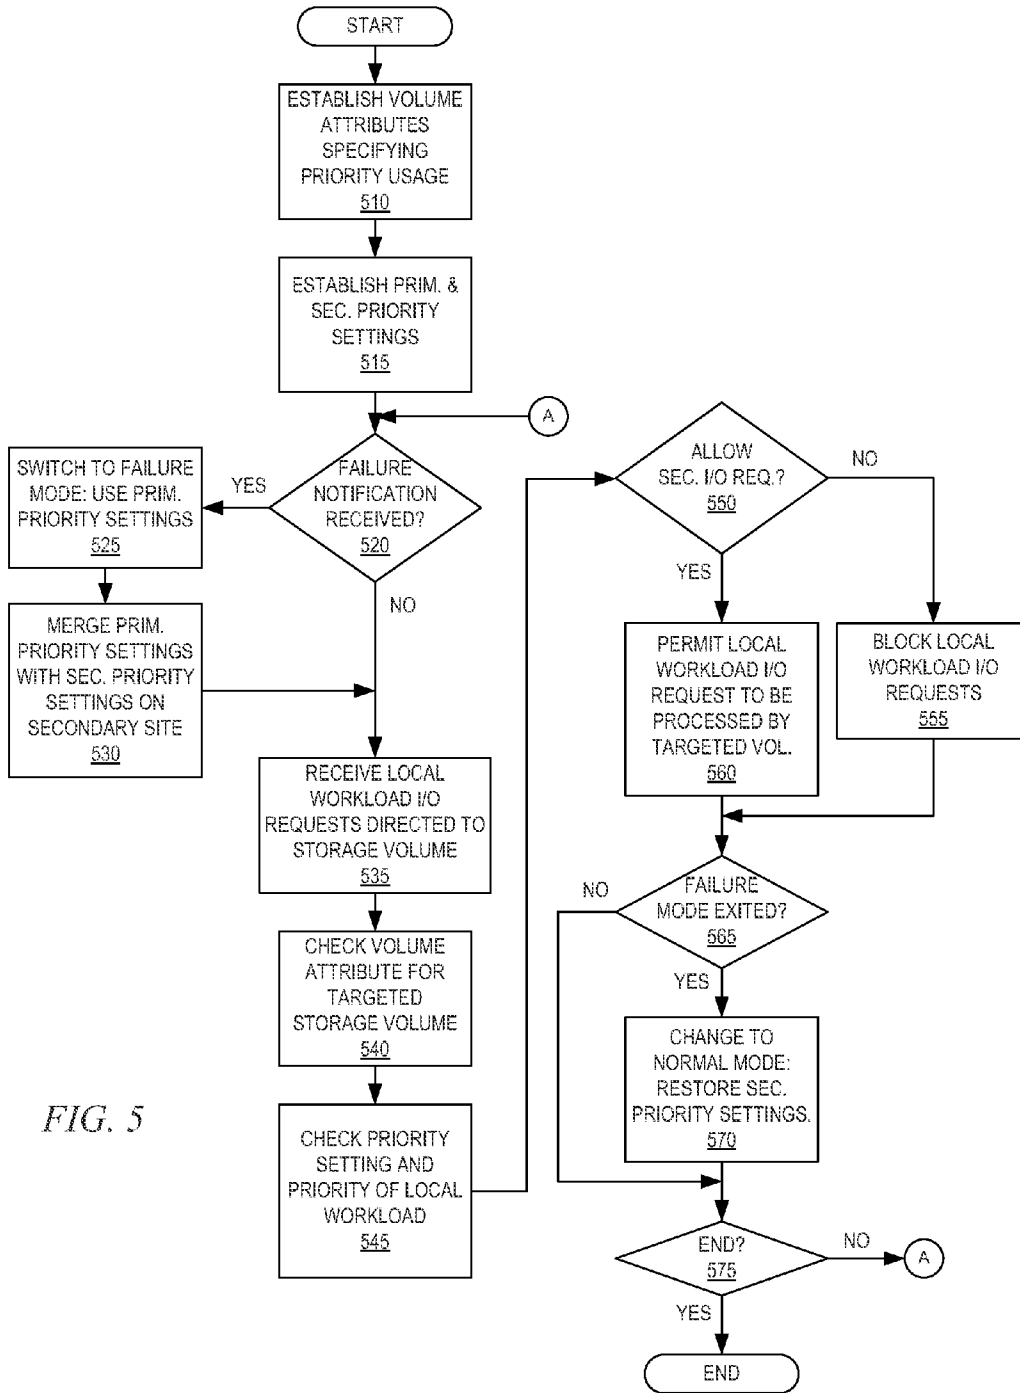 START
ESTABLISH VOLUME
ATTRIBUTES
SPECIFYING
PRIORITY USAGE
510
ESTABLISH PRIM. &
SEC. PRIORITY
SETTINGS
515
A
FAILURE
NOTIFICATION
RECEIVED?
520
YES
NO
SWITCH TO FAILURE
MODE: USE PRIM.
PRIORITY SETTINGS
525
MERGE PRIM.
PRIORITY SETTINGS
WITH SEC. PRIORITY
SETTINGS ON
SECONDARY SITE
530
RECEIVE LOCAL
WORKLOAD I/O
REQUESTS DIRECTED TO
STORAGE VOLUME
535
CHECK VOLUME
ATTRIBUTE FOR
TARGETED
STORAGE VOLUME
540
CHECK PRIORITY
SETTING AND
PRIORITY OF LOCAL
WORKLOAD
545
ALLOW
SEC. I/O REQ.?
550
NO
YES
PERMIT LOCAL
WORKLOAD I/O
REQUEST TO BE
PROCESSED BY
TARGETED VOL.
560
BLOCK LOCAL
WORKLOAD I/O
REQUESTS
555
FAILURE
MODE EXITED?
565
NO
YES
CHANGE TO
NORMAL MODE:
RESTORE SEC.
PRIORITY SETTINGS.
570
END?
575
NO
A
YES
END
FIG. 5